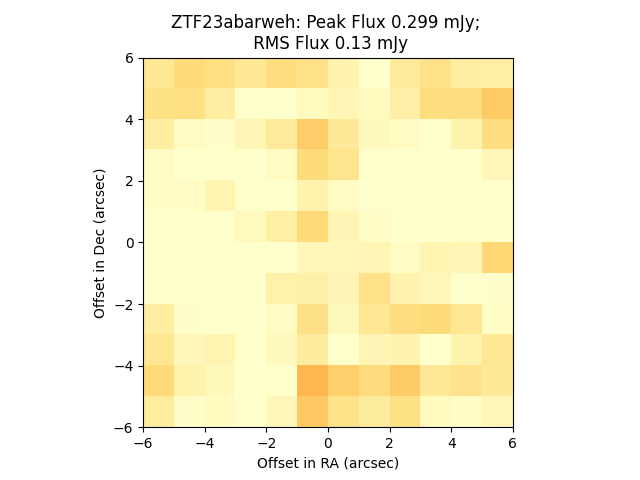 ZTF23abarweh: Peak Flux 0.299 mJy;
RMS Flux 0.13 mJy
6
4
2
0
−2
−4
−6
Offset in Dec (arcsec)
−6 −4 −2 0 2 4 6
Offset in RA (arcsec)